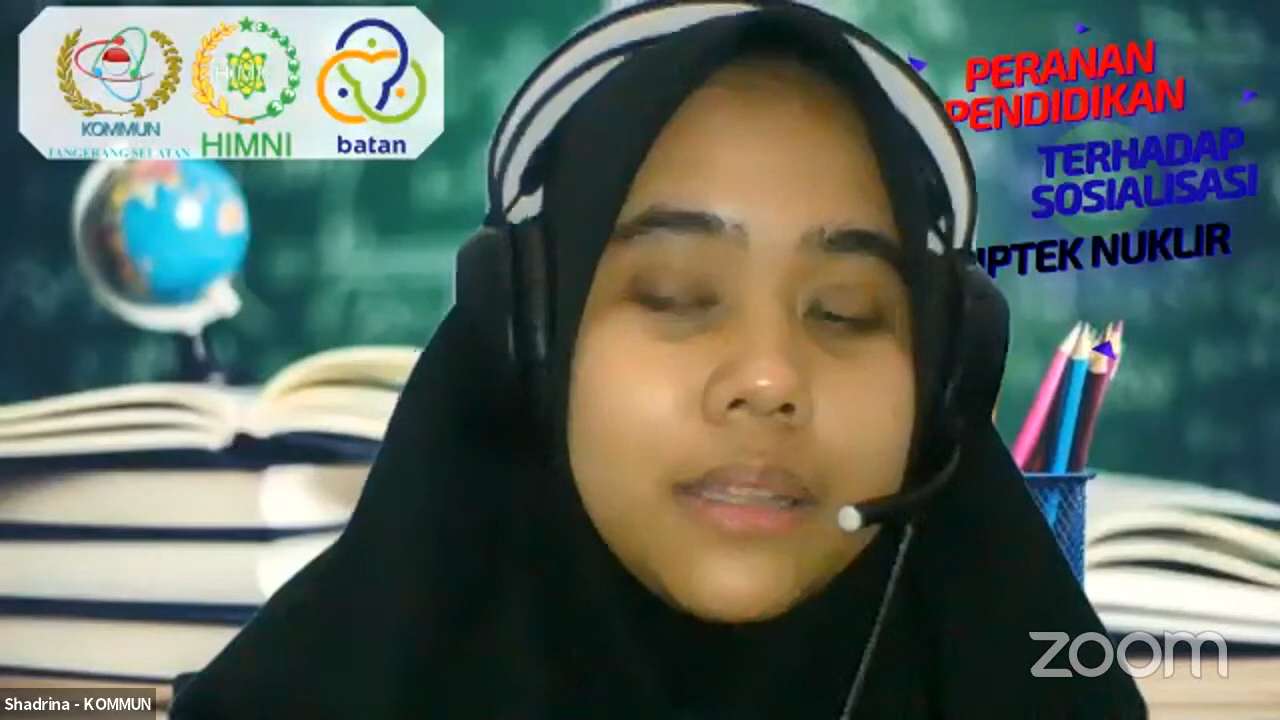 KOMMUN
TANGERANG SELATAN
HIMNI
batan
PERANAN
PENDIDIKAN
TERHADAP
SOSIALISASI
IPTEK NUKLIR
zoom
Shadrina - KOMMUN